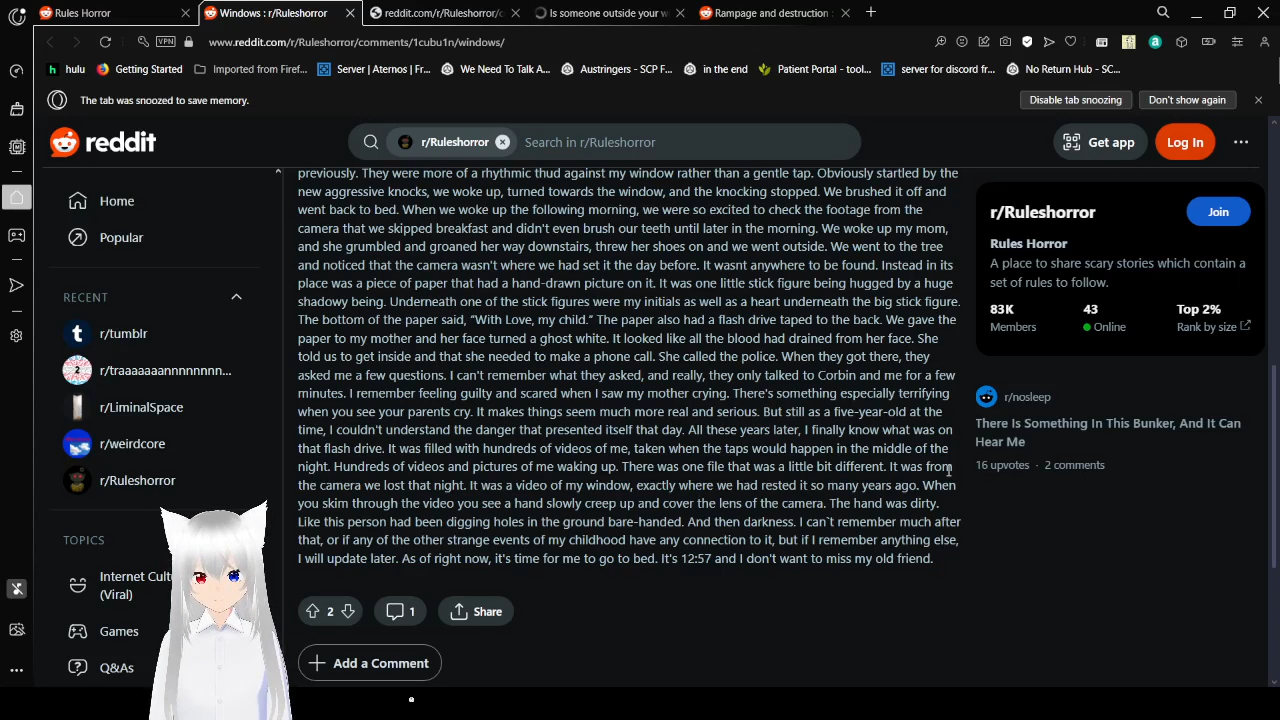 Rules Horror
Windows : r/Ruleshorror
reddit.com/r/Ruleshorror/c
Is someone outside your w
Rampage and destruction
VPN
www.reddit.com/r/Ruleshorror/comments/1cubu1n/windows/
hulu
Getting Started
Imported from Firef...
Server | Aternos | Fr...
We Need To Talk A...
Austringers - SCP F...
in the end
Patient Portal - tool...
server for discord fr...
No Return Hub - SC...
The tab was snoozed to save memory.
Disable tab snoozing
Don't show again
reddit
r/Ruleshorror
Search in r/Ruleshorror
Get app
Log In
Home
Popular
RECENT
r/tumblr
r/traaaaaaannnnnnnnn...
r/LiminalSpace
r/weirdcore
r/Ruleshorror
TOPICS
Internet Cult
(Viral)
Games
Q&As
previously. They were more of a rhythmic thud against my window rather than a gentle tap. Obviously startled by the
new aggressive knocks, we woke up, turned towards the window, and the knocking stopped. We brushed it off and
went back to bed. When we woke up the following morning, we were so excited to check the footage from the
camera that we skipped breakfast and didn't even brush our teeth until later in the morning. We woke up my mom,
and she grumbled and groaned her way downstairs, threw her shoes on and we went outside. We went to the tree
and noticed that the camera wasn't where we had set it the day before. It wasnt anywhere to be found. Instead in its
place was a piece of paper that had a hand-drawn picture on it. It was one little stick figure being hugged by a huge
shadowy being. Underneath one of the stick figures were my initials as well as a heart underneath the big stick figure.
The bottom of the paper said, “With Love, my child.” The paper also had a flash drive taped to the back. We gave the
paper to my mother and her face turned a ghost white. It looked like all the blood had drained from her face. She
told us to get inside and that she needed to make a phone call. She called the police. When they got there, they
asked me a few questions. I can't remember what they asked, and really, they only talked to Corbin and me for a few
minutes. I remember feeling guilty and scared when I saw my mother crying. There's something especially terrifying
when you see your parents cry. It makes things seem much more real and serious. But still as a five-year-old at the
time, I couldn't understand the danger that presented itself that day. All these years later, I finally know what was on
that flash drive. It was filled with hundreds of videos of me, taken when the taps would happen in the middle of the
night. Hundreds of videos and pictures of me waking up. There was one file that was a little bit different. It was from
the camera we lost that night. It was a video of my window, exactly where we had rested it so many years ago. When
you skim through the video you see a hand slowly creep up and cover the lens of the camera. The hand was dirty.
Like this person had been digging holes in the ground bare-handed. And then darkness. I can`t remember much after
that, or if any of the other strange events of my childhood have any connection to it, but if I remember anything else,
I will update later. As of right now, it's time for me to go to bed. It's 12:57 and I don't want to miss my old friend.
2
1
Share
Add a Comment
r/Ruleshorror
Join
Rules Horror
A place to share scary stories which contain a
set of rules to follow.
83K
43
Top 2%
Members
Online
Rank by size
r/nosleep
There Is Something In This Bunker, And It Can
Hear Me
16 upvotes · 2 comments